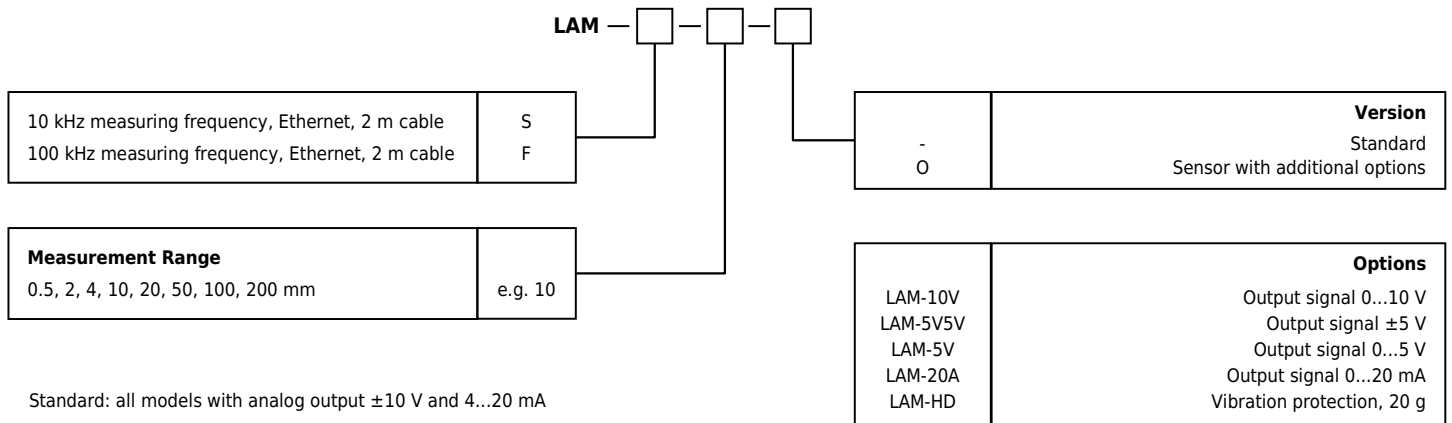 LAM
10 kHz measuring frequency, Ethernet, 2 m cable S
100 kHz measuring frequency, Ethernet, 2 m cable F
Version
- Standard
O Sensor with additional options
Measurement Range
0.5, 2, 4, 10, 20, 50, 100, 200 mm e.g. 10
Options
LAM-10V Output signal 0...10 V
LAM-5V5V Output signal ±5 V
LAM-5V Output signal 0...5 V
LAM-20A Output signal 0...20 mA
LAM-HD Vibration protection, 20 g
Standard: all models with analog output ±10 V and 4...20 mA